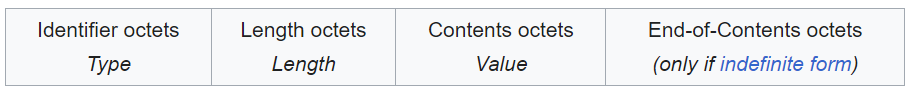 Identifier octets Length octets Contents octets End-of-Contents octets
Type Length Value (only if indefinite form)